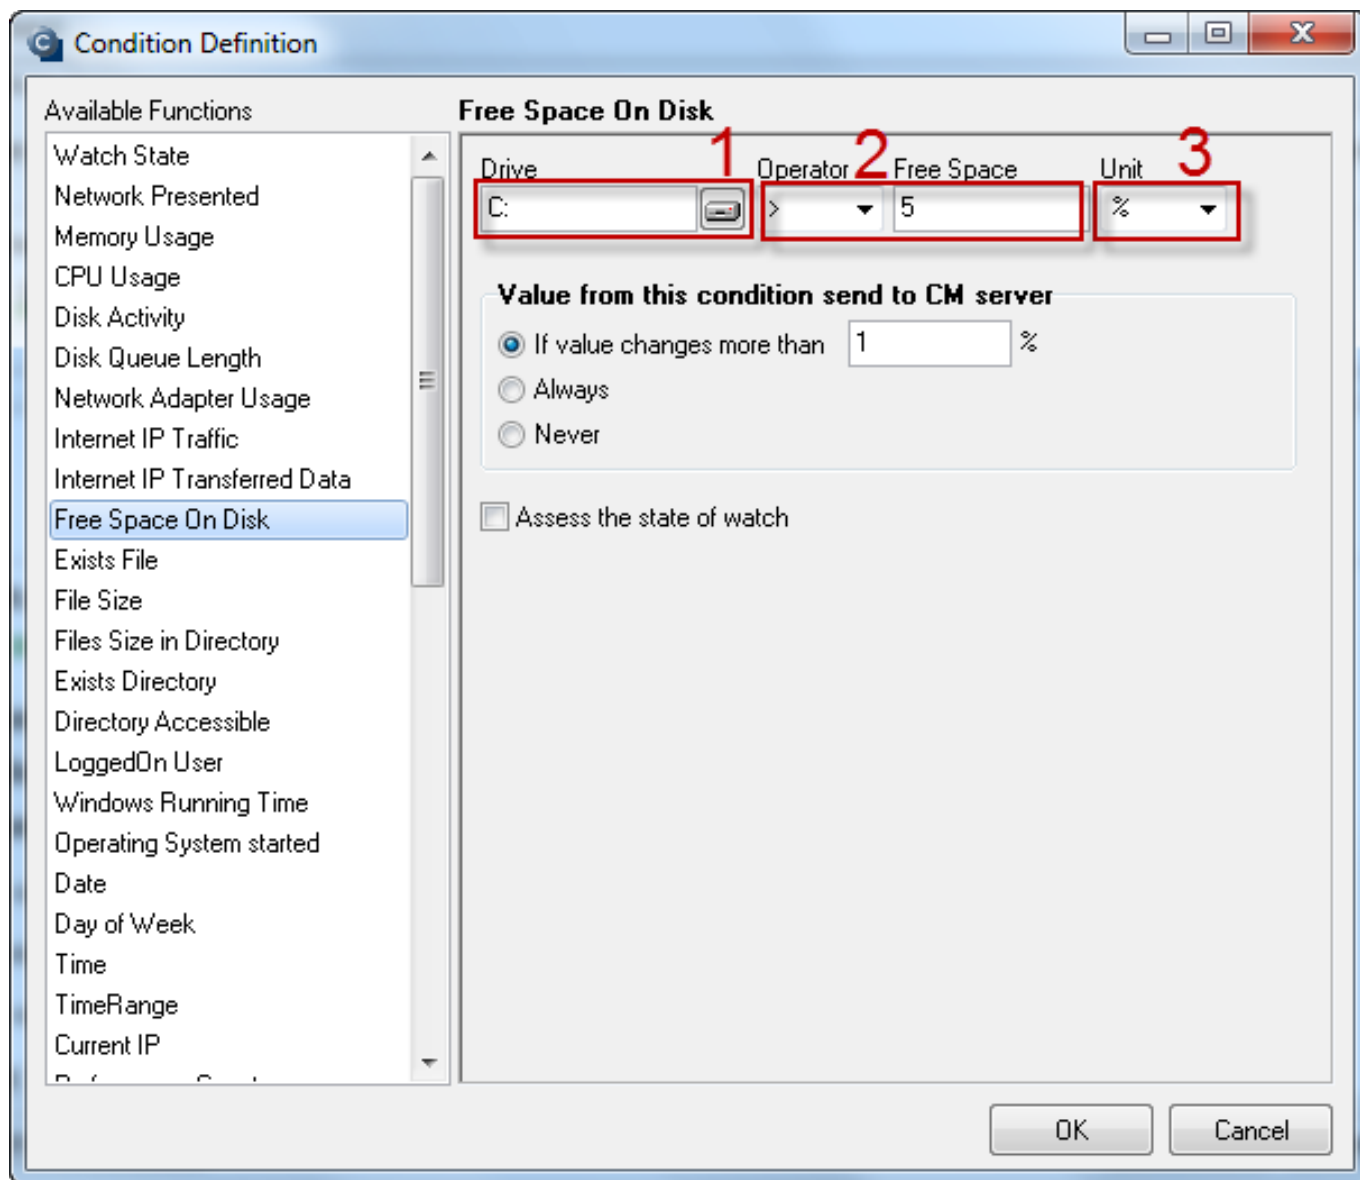 Condition Definition
Available Functions
Watch State
Network Presented
Memory Usage
CPU Usage
Disk Activity
Disk Queue Length
Network Adapter Usage
Internet IP Traffic
Internet IP Transferred Data
Free Space On Disk
Exists File
File Size
Files Size in Directory
Exists Directory
Directory Accessible
LoggedOn User
Windows Running Time
Operating System started
Date
Day of Week
Time
TimeRange
Current IP
Free Space On Disk
1 2 3
Drive Operator Free Space Unit
C: > 5 %
Value from this condition send to CM server
If value changes more than 1 %
Always
Never
Assess the state of watch
OK Cancel